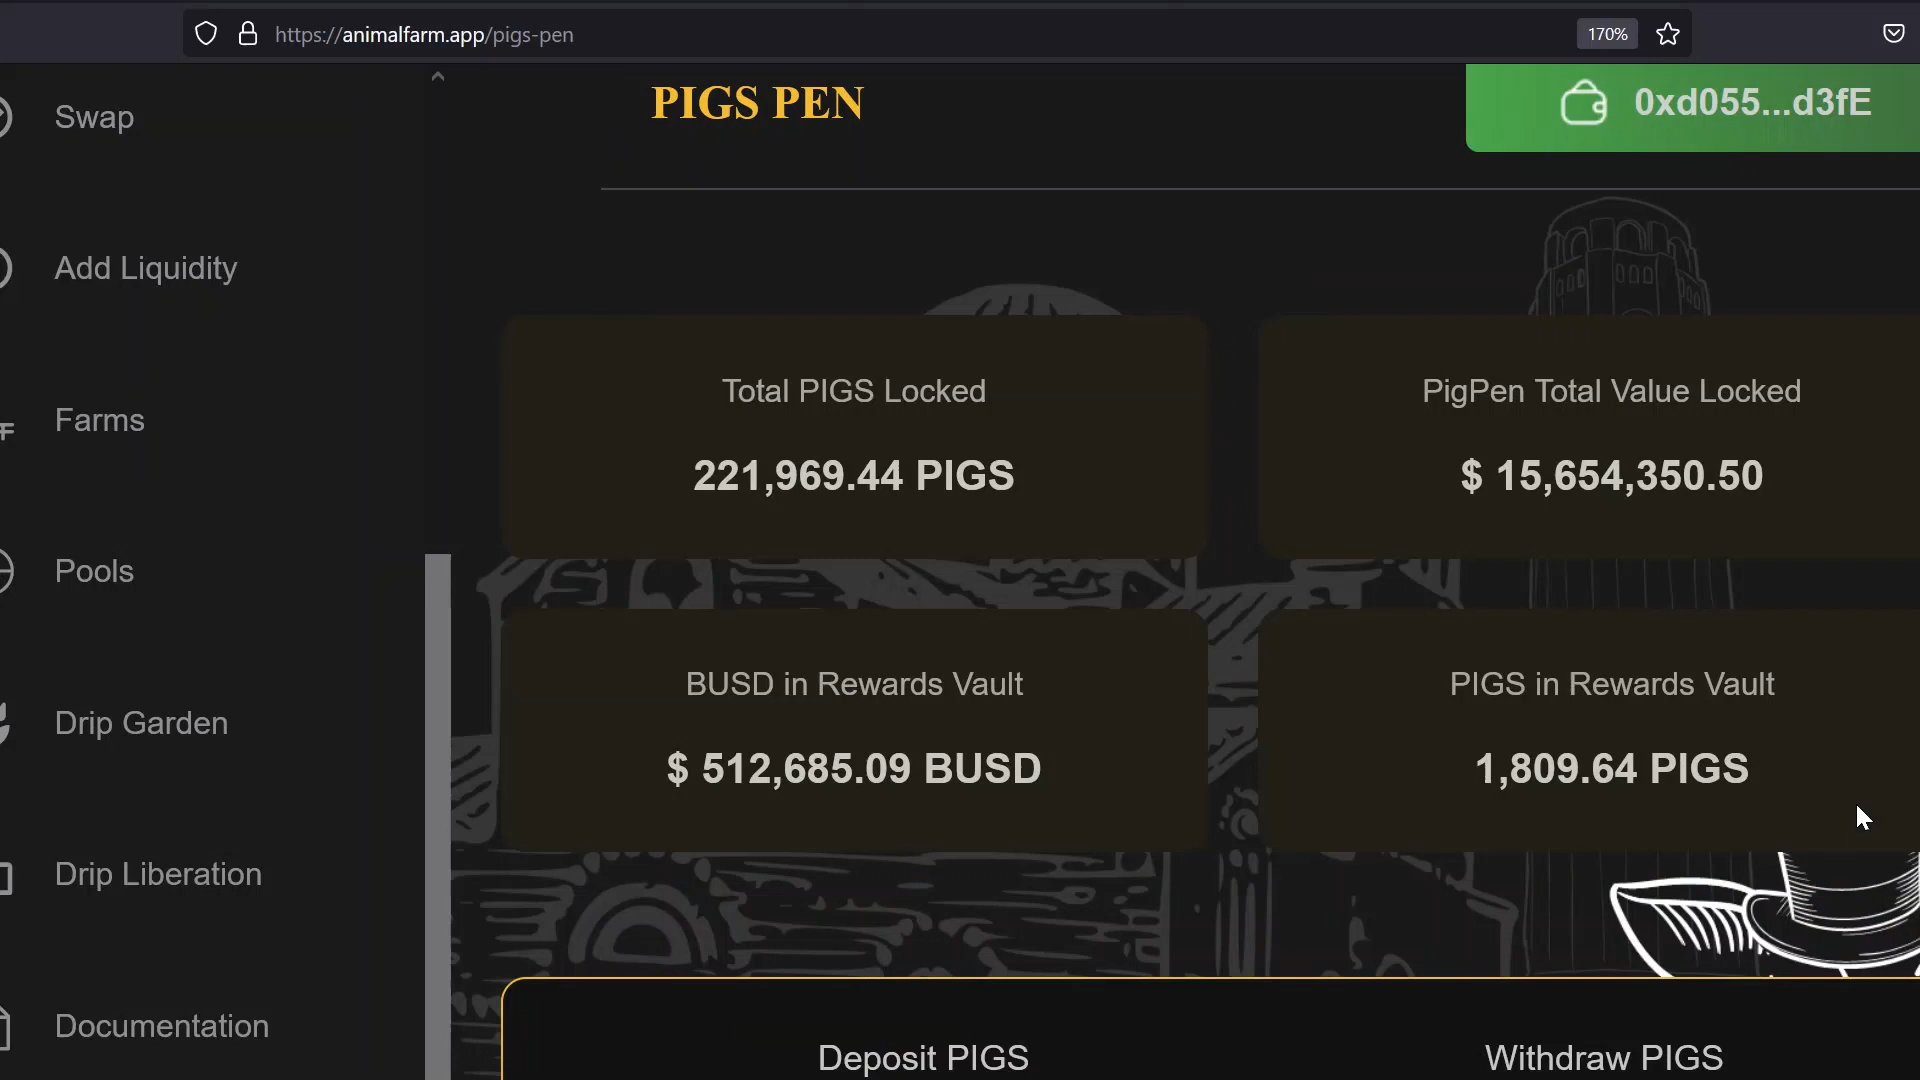 https://animalfarm.app/pigs-pen
170%
Swap
Add Liquidity
Farms
Pools
Drip Garden
Drip Liberation
Documentation
PIGS PEN
0xd055...d3fE
Total PIGS Locked
221,969.44 PIGS
PigPen Total Value Locked
$ 15,654,350.50
BUSD in Rewards Vault
$ 512,685.09 BUSD
PIGS in Rewards Vault
1,809.64 PIGS
Deposit PIGS
Withdraw PIGS